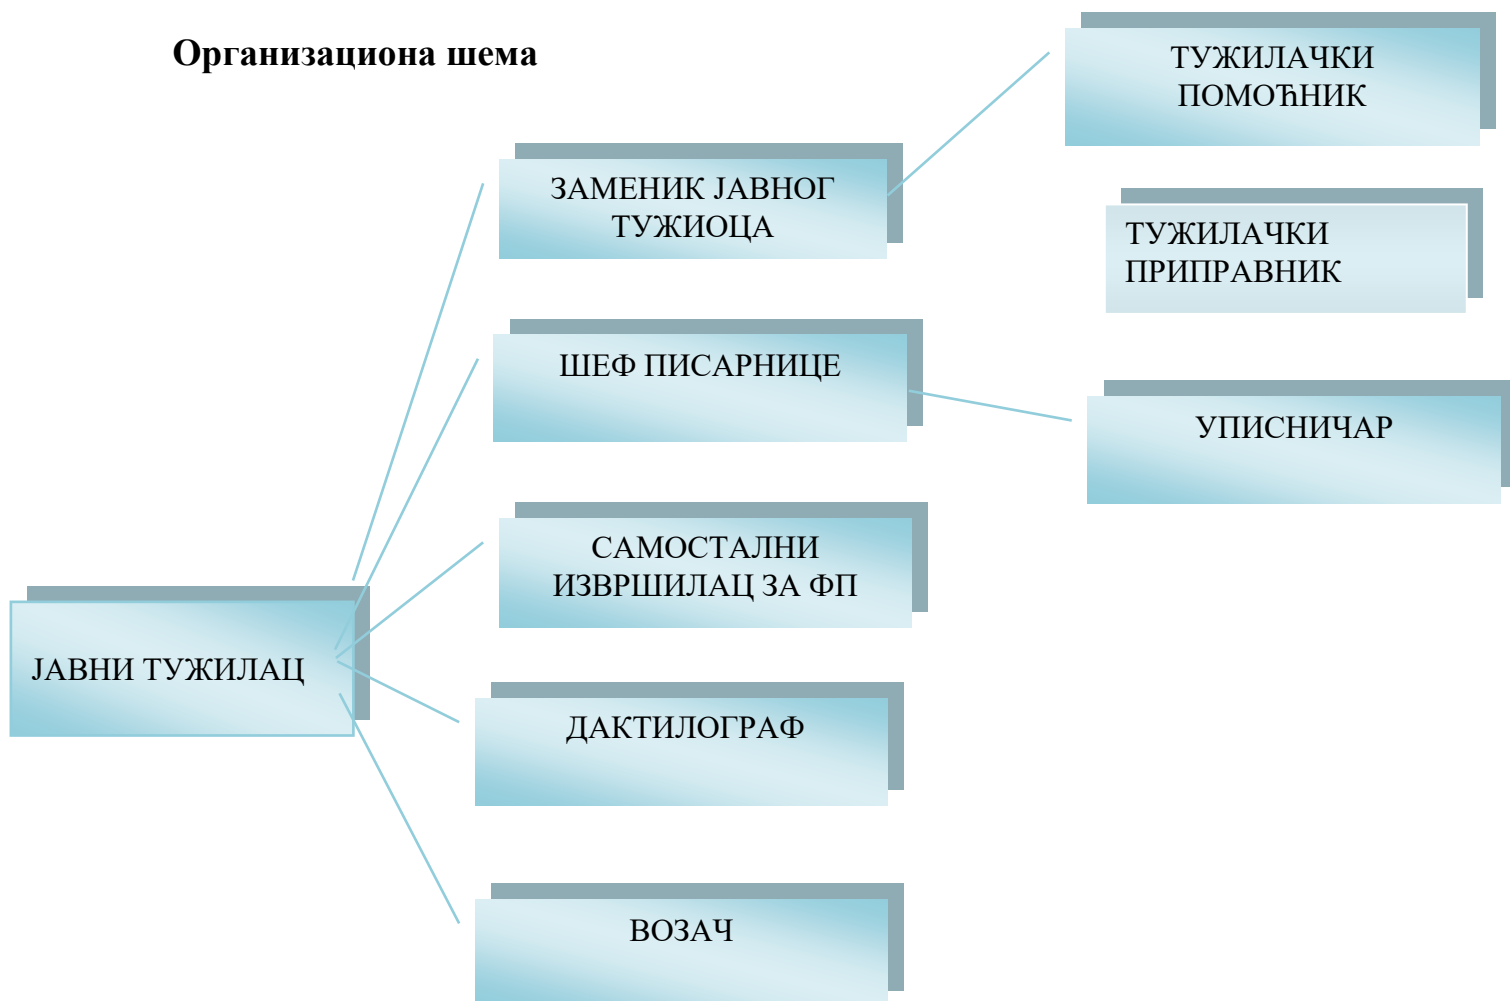 Организациона шема
ТУЖИЛАЧКИ
ПОМОЋНИК
ЗАМЕНИК ЈАВНОГ
ТУЖИОЦА
ТУЖИЛАЧКИ
ПРИПРАВНИК
ШЕФ ПИСАРНИЦЕ
УПИСНИЧАР
САМОСТАЛНИ
ИЗВРШИЛАЦ ЗА ФП
ЈАВНИ ТУЖИЛАЦ
ДАКТИЛОГРАФ
ВОЗАЧ